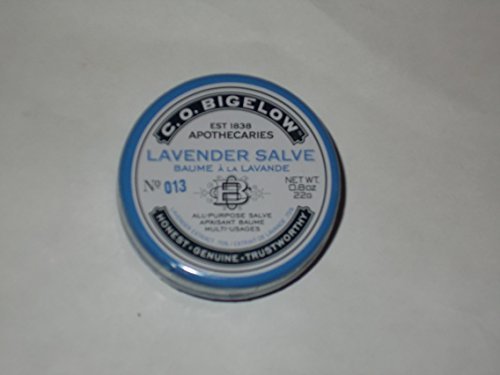 C.O. BIGELOW
EST 1838
APOTHECARIES
LAVENDER SALVE
BAUME À LA LAVANDE
Nº 013
NET WT.
0.8oz
22g
ALL-PURPOSE SALVE
APAISANT BAUME
MULTI-USAGES
HONEST • GENUINE • TRUSTWORTHY